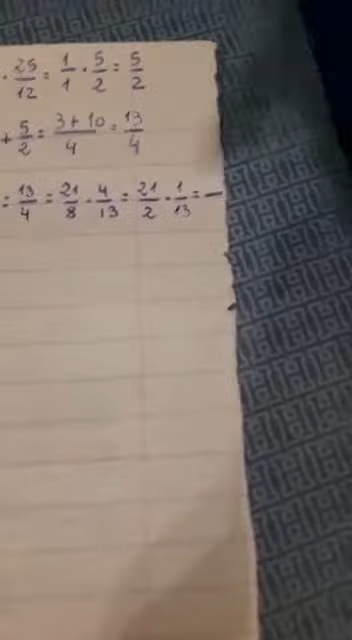 · 25/12 = 1/1 · 5/2 = 5/2
+ 5/2 = 3+10/4 = 13/4
= 13/4 = 21/8 · 4/13 = 21/2 · 1/13 = —